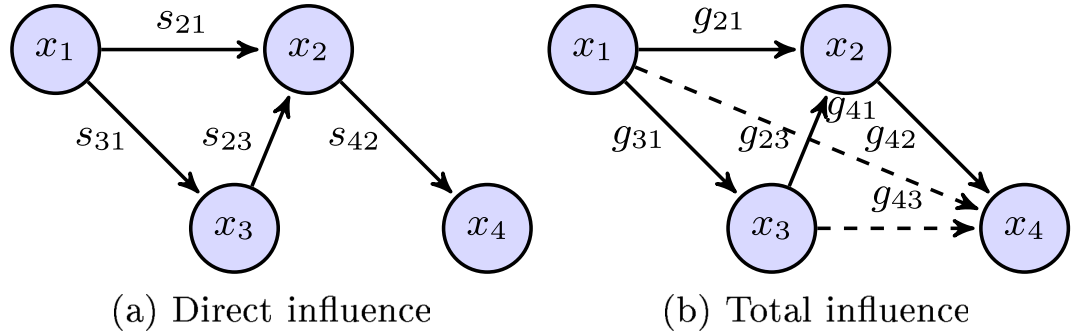 x₁ s₂₁ x₂
s₃₁ s₂₃ s₄₂
x₃ x₄
(a) Direct influence
x₁ g₂₁ x₂
g₄₁
g₃₁ g₂₃ g₄₂
g₄₃
x₃ x₄
(b) Total influence